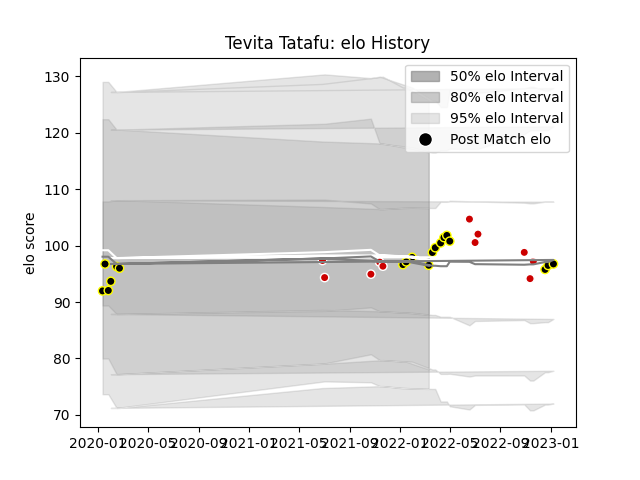 Tevita Tatafu: elo History
130
120
110
100
90
80
70
elo score
50% elo Interval
80% elo Interval
95% elo Interval
Post Match elo
2020-01
2020-05
2020-09
2021-01
2021-05
2021-09
2022-01
2022-05
2022-09
2023-01